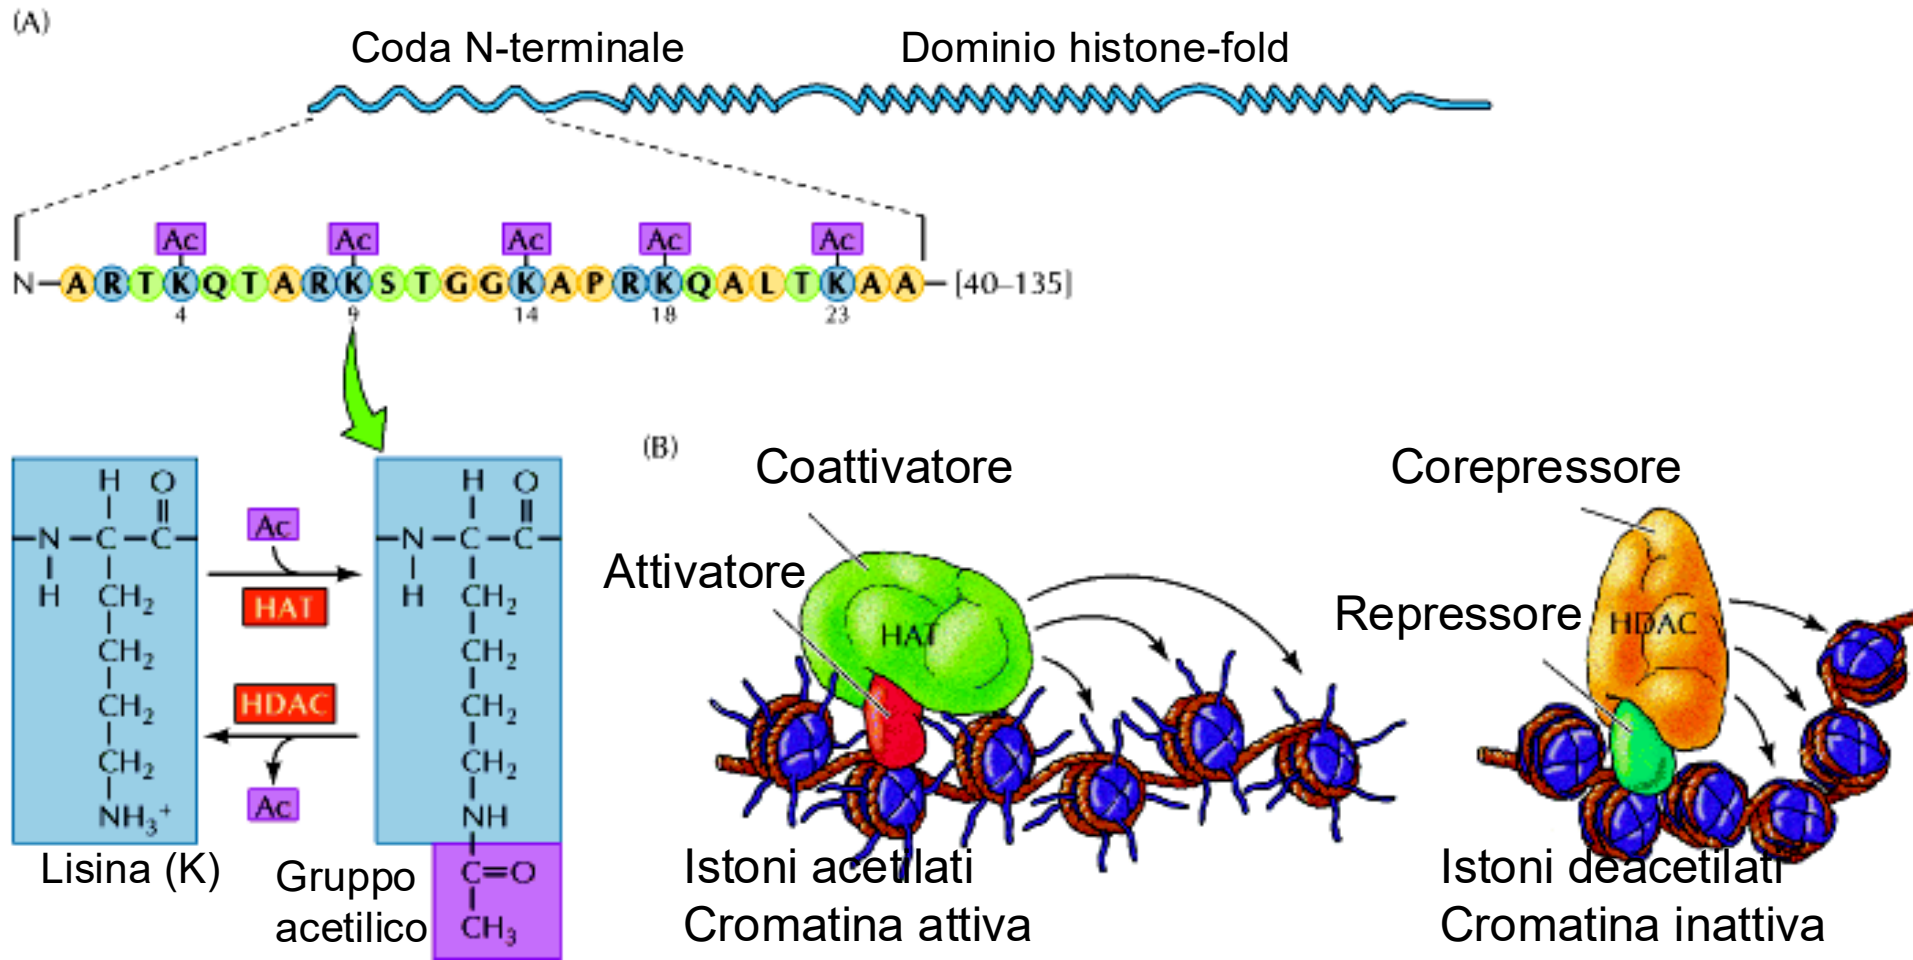 (A)
Coda N-terminale
Dominio histone-fold
Ac Ac Ac Ac Ac
N–ARTKQTARKSTGGKAPRKQALTKAA–[40–135]
4 9 14 18 23
(B)
Coattivatore
Attivatore
HAT
Istoni acetilati
Cromatina attiva
Corepressore
Repressore
HDAC
Istoni deacetilati
Cromatina inattiva
H O
–N–C–C–
H CH2
CH2
CH2
CH2
NH3+
Lisina (K)
Ac
HAT
HDAC
Ac
H O
–N–C–C–
H CH2
CH2
CH2
CH2
NH
C=O
CH3
Gruppo
acetilico